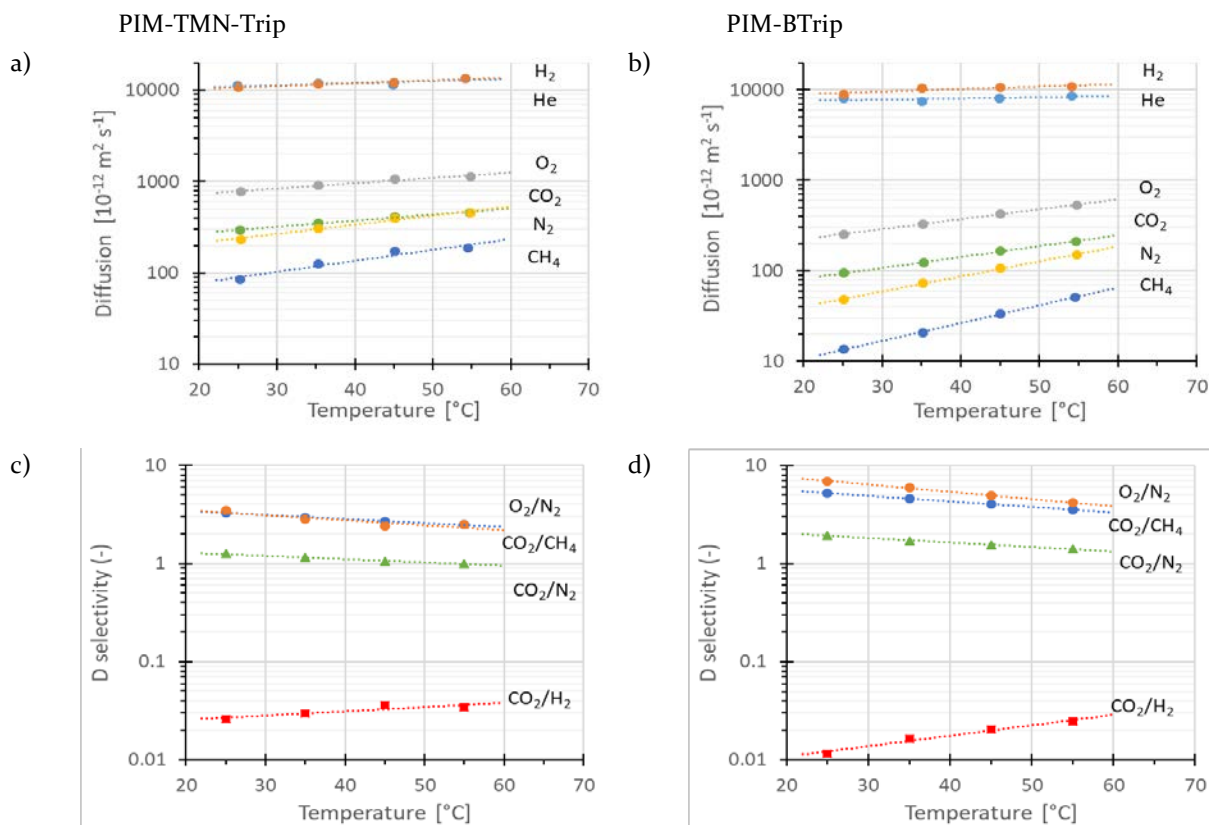 PIM-TMN-Trip
PIM-BTrip
a)
10000
1000
100
10
20 30 40 50 60 70
Diffusion [10⁻¹² m² s⁻¹]
Temperature [°C]
H₂
He
O₂
CO₂
N₂
CH₄
b)
10000
1000
100
10
20 30 40 50 60 70
Diffusion [10⁻¹² m² s⁻¹]
Temperature [°C]
H₂
He
O₂
CO₂
N₂
CH₄
c)
10
1
0.1
0.01
20 30 40 50 60 70
D selectivity (-)
Temperature [°C]
O₂/N₂
CO₂/CH₄
CO₂/N₂
CO₂/H₂
d)
10
1
0.1
0.01
20 30 40 50 60 70
D selectivity (-)
Temperature [°C]
O₂/N₂
CO₂/CH₄
CO₂/N₂
CO₂/H₂